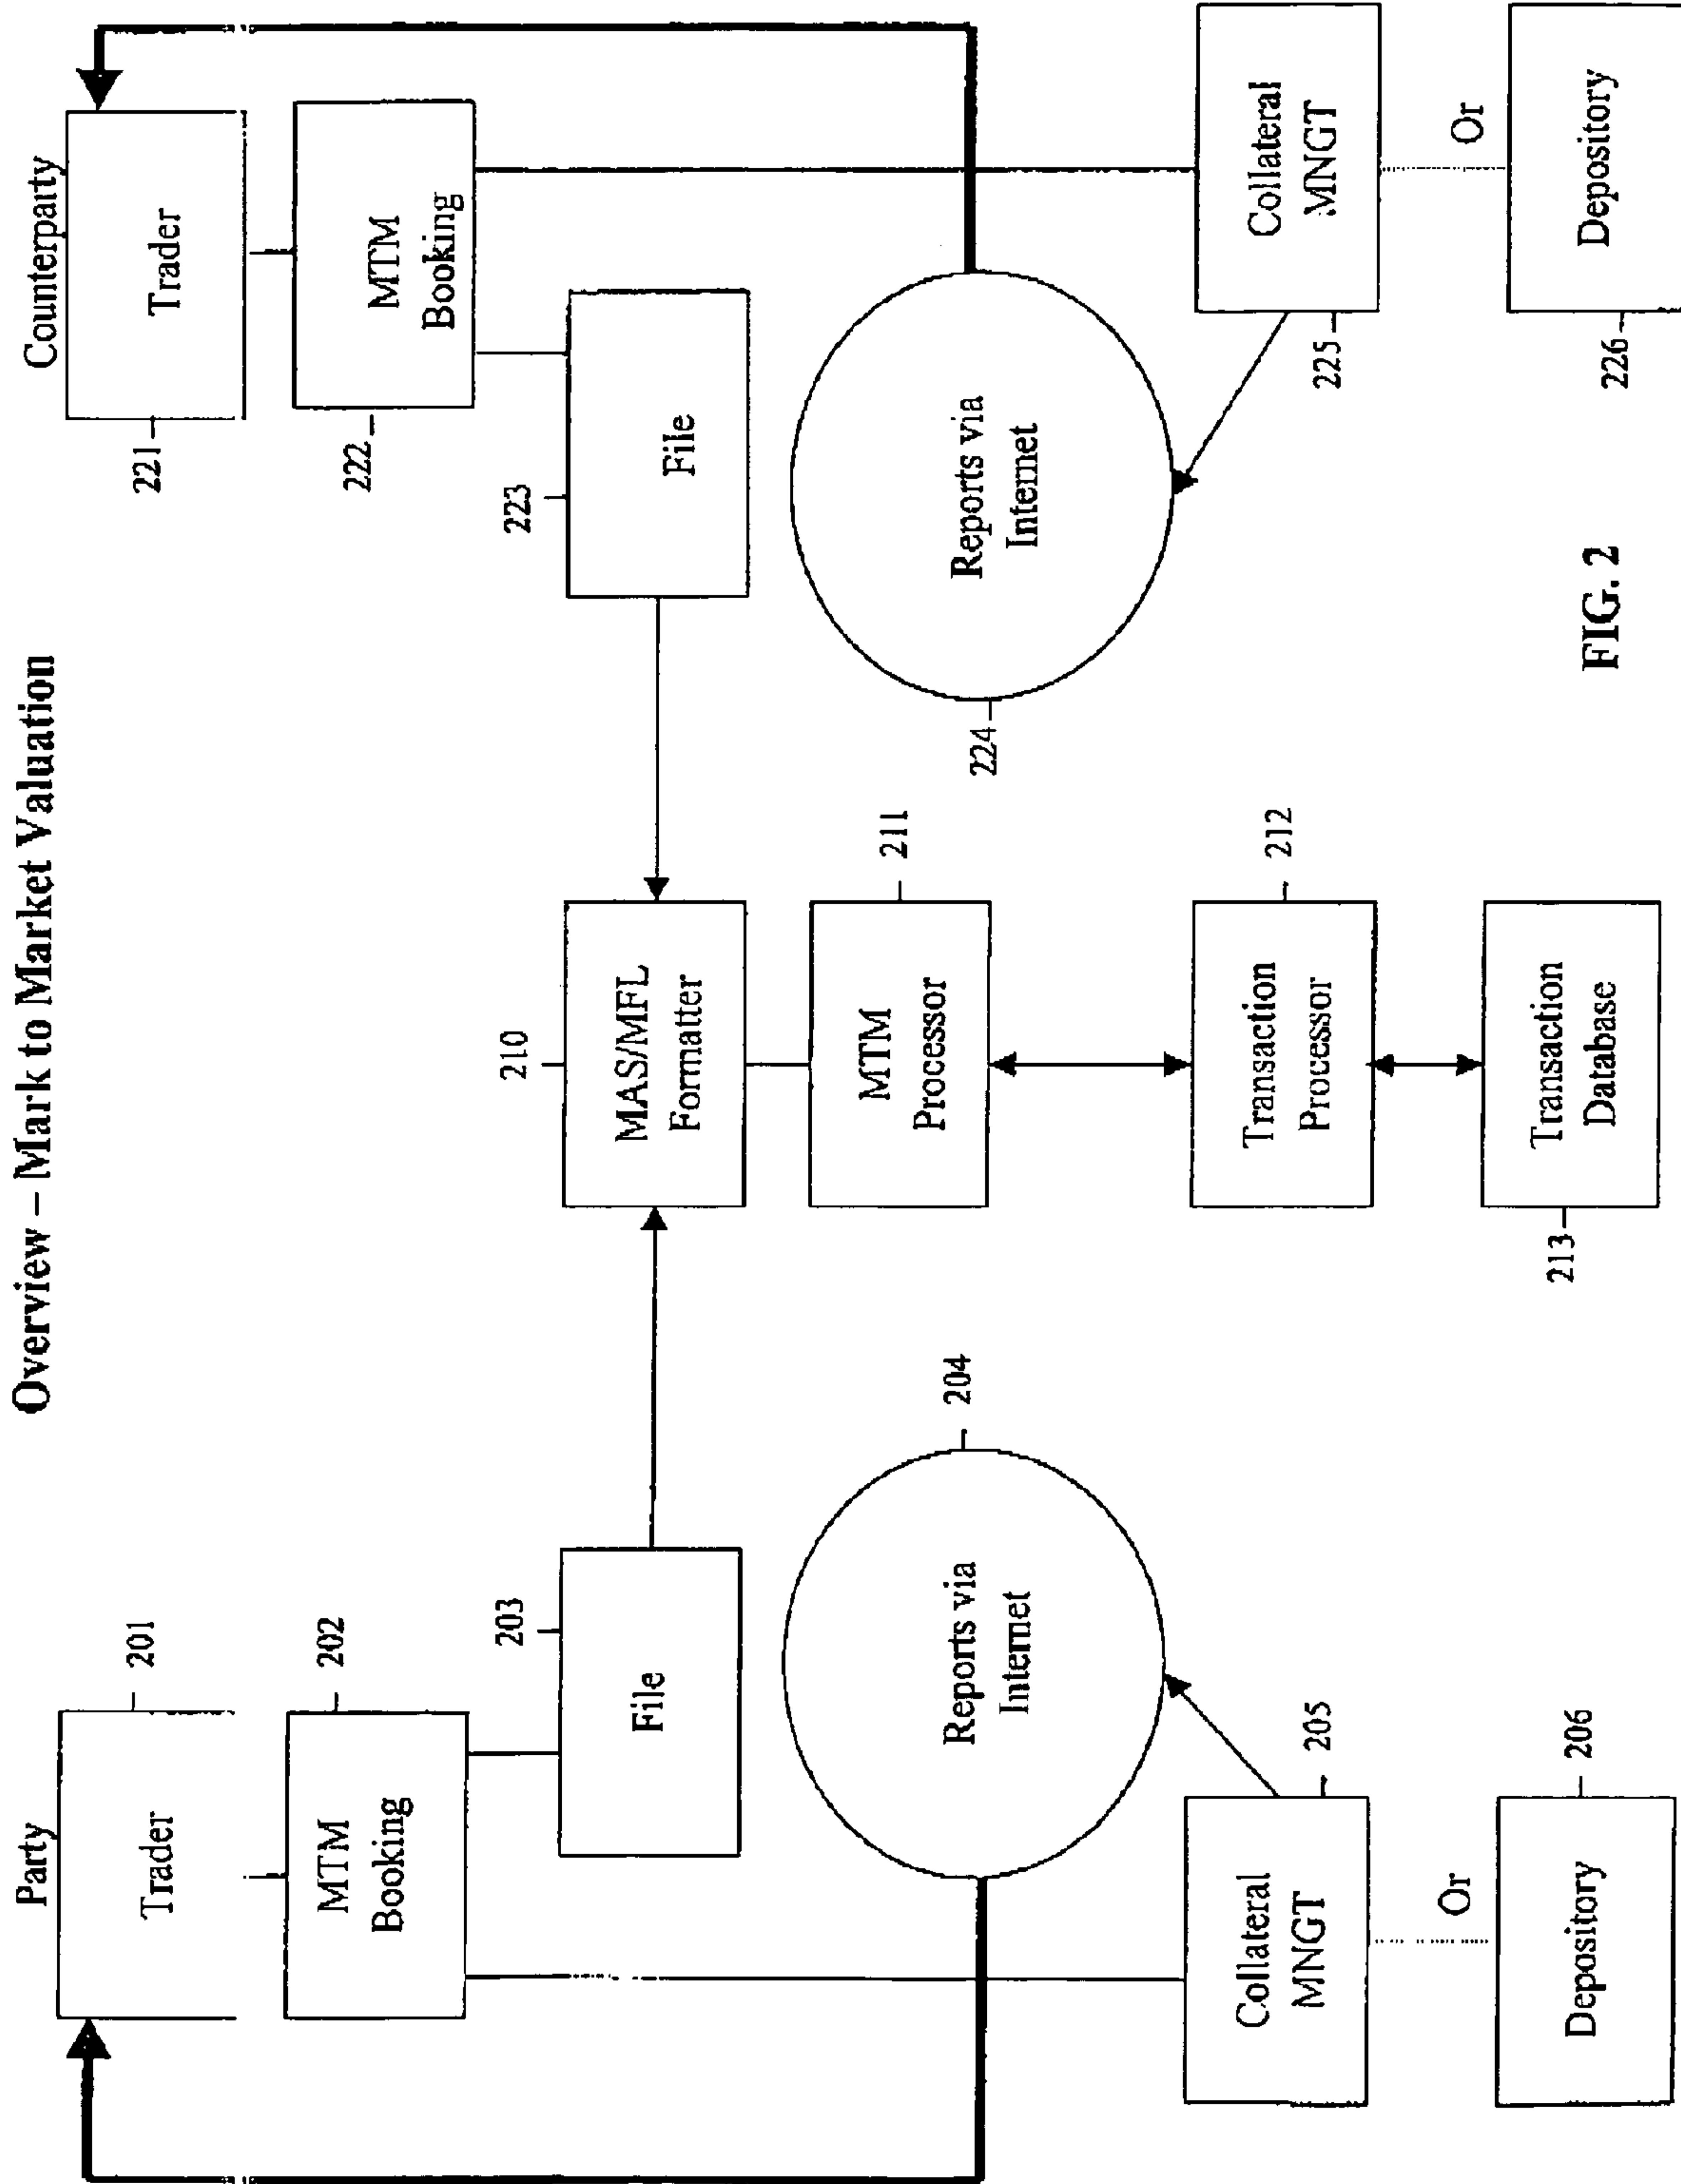 Overview – Mark to Market Valuation
Party
Trader
201
MTM
Booking
202
File
203
Reports via
Internet
204
Collateral
MNGT
205
Or
Depository
206
210
MAS/MFL
Formatter
MTM
Processor
211
Transaction
Processor
212
Transaction
Database
213
Counterparty
Trader
221
MTM
Booking
222
223
File
Reports via
Internet
224
Collateral
MNGT
225
Or
Depository
226
FIG. 2